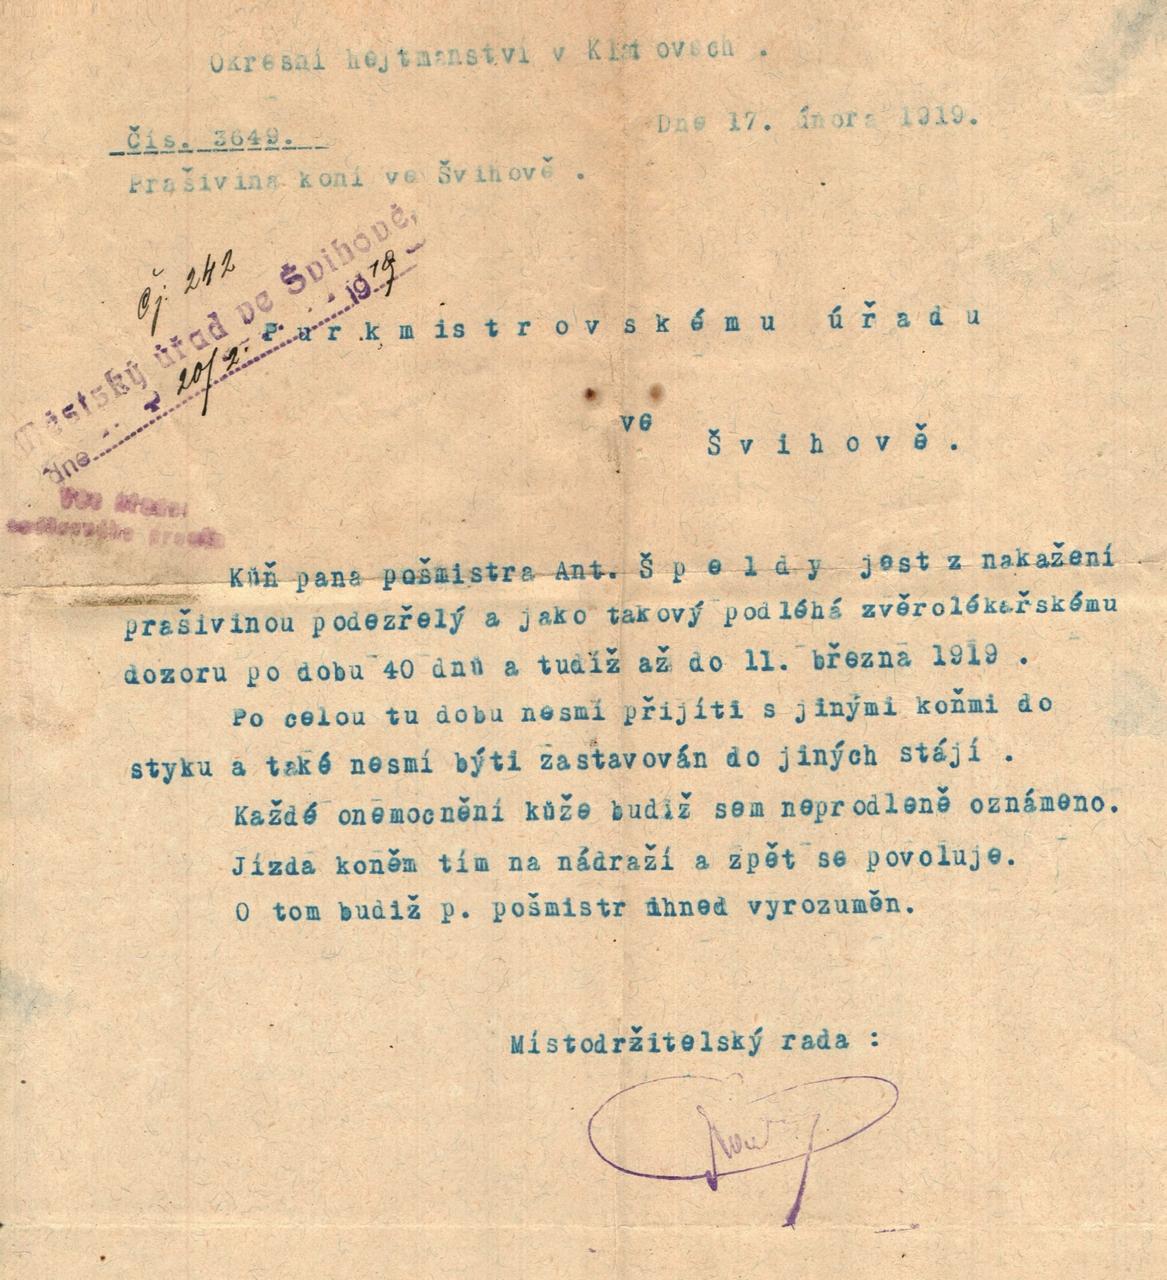 Okresní hejtmanství v Klatovech .
Dne 17. února 1919.
Čís. 3649.
Prašivina koní ve Švihově .
Čj. 242
Městský úřad ve Švihově,
dne 20/2. 1919
Purkmistrovskému úřadu
ve
Švihově.
Kůň pana pošmistra Ant. Špeldy jest z nakažení
prašivinou podezřelý a jako takový podléhá zvěrolékařskému
dozoru po dobu 40 dnů a tudíž až do 11. března 1919 .
Po celou tu dobu nesmí přijíti s jinými koňmi do
styku a také nesmí býti zastavován do jiných stájí .
Každé onemocnění kůže budiž sem neprodleně oznámeno.
Jízda koněm tím na nádraží a zpět se povoluje.
O tom budiž p. pošmistr ihned vyrozuměn.
Místodržitelský rada :